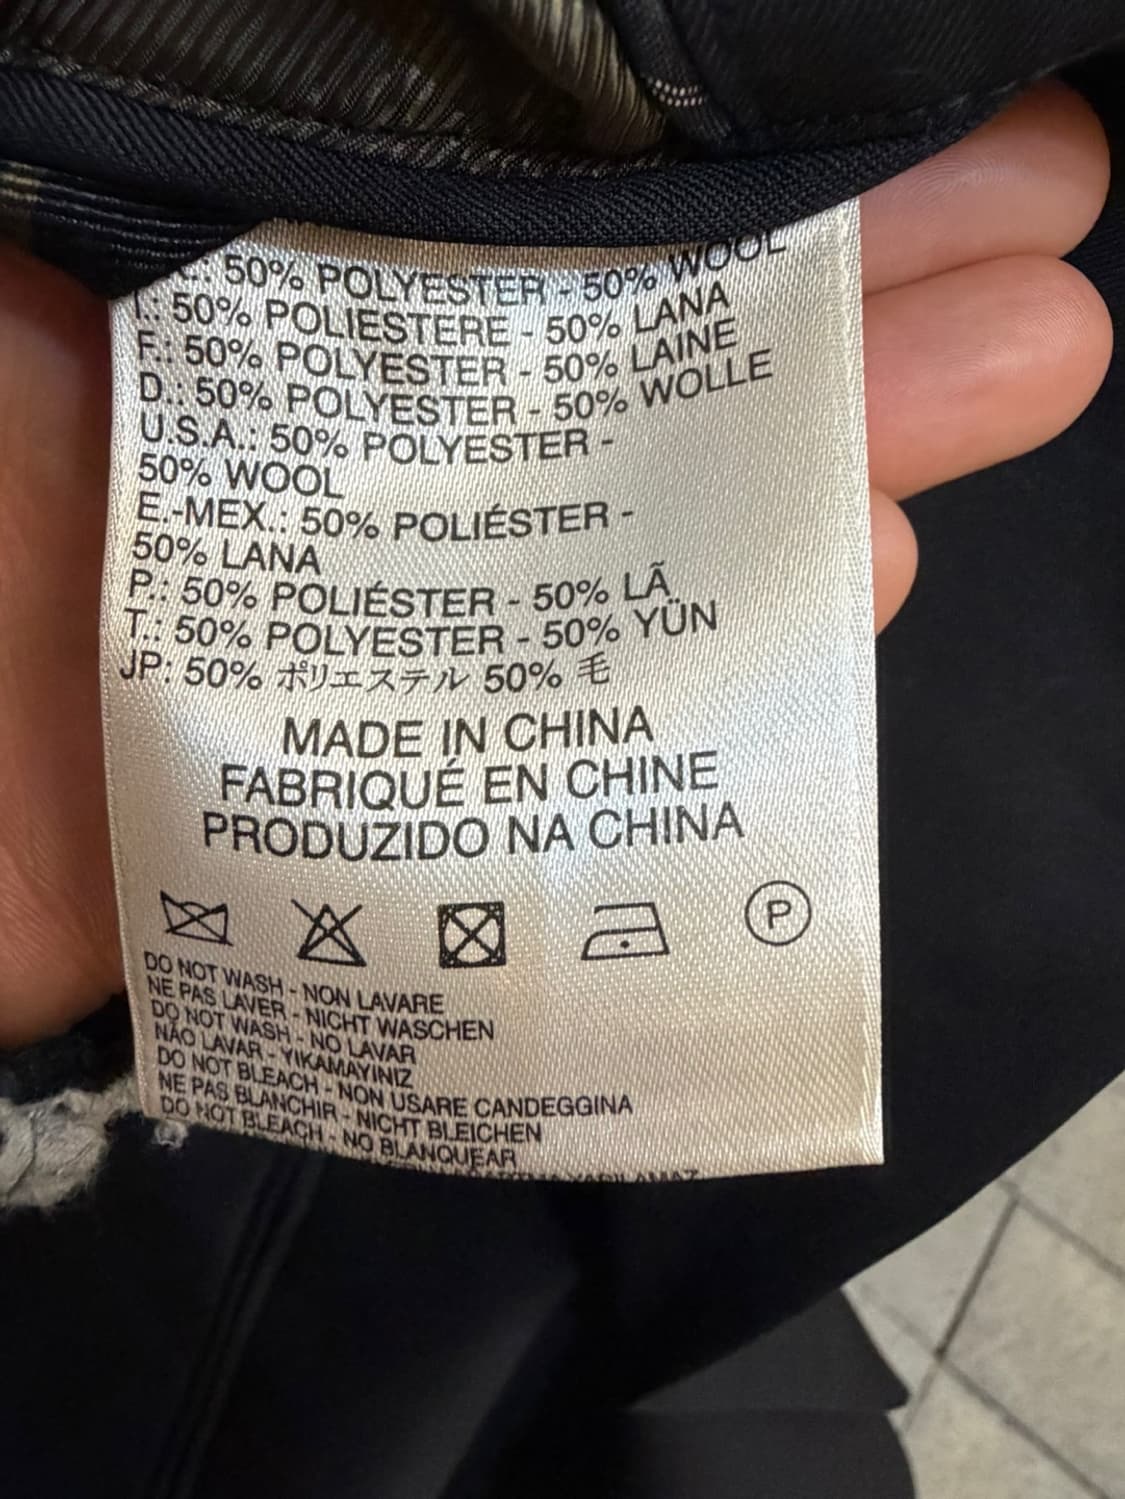 50% POLYESTER - 50% WOOL
I.: 50% POLIESTERE - 50% LANA
F.: 50% POLYESTER - 50% LAINE
D.: 50% POLYESTER - 50% WOLLE
U.S.A.: 50% POLYESTER -
50% WOOL
E.-MEX.: 50% POLIÉSTER -
50% LANA
P.: 50% POLIÉSTER - 50% LÃ
T.: 50% POLYESTER - 50% YÜN
JP: 50% ポリエステル 50% 毛
MADE IN CHINA
FABRIQUÉ EN CHINE
PRODUZIDO NA CHINA
P
DO NOT WASH - NON LAVARE
NE PAS LAVER - NICHT WASCHEN
DO NOT WASH - NO LAVAR
NÃO LAVAR - YIKAMAYINIZ
DO NOT BLEACH - NON USARE CANDEGGINA
NE PAS BLANCHIR - NICHT BLEICHEN
DO NOT BLEACH - NO BLANQUEAR